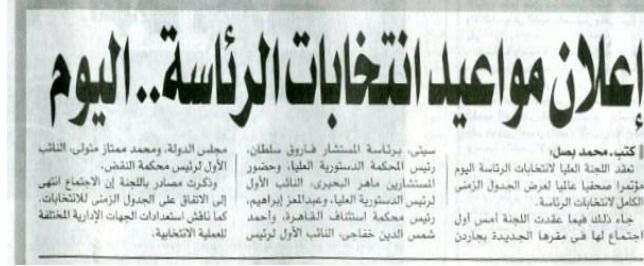 إعلان مواعيد انتخابات الرئاسة.. اليوم
كتب. محمد بصل:
تعقد اللجنة العليا لانتخابات الرئاسة اليوم
مؤتمرا صحفيا عالميا لعرض الجدول الزمنى
الكامل لانتخابات الرئاسة.
جاء ذلك فيما عقدت اللجنة أمس أول
اجتماع لها فى مقرها الجديدة بجاردن
سيتى، برئاسة المستشار فاروق سلطان،
رئيس المحكمة الدستورية العليا، وحضور
المستشارين ماهر البحيرى، النائب الأول
لرئيس الدستورية العليا، وعبدالمعز إبراهيم،
رئيس محكمة استئناف القاهرة، وأحمد
شمس الدين خفاجى، النائب الأول لرئيس
مجلس الدولة، ومحمد ممتاز متولى، النائب
الأول لرئيس محكمة النقض.
وذكرت مصادر باللجنة إن الاجتماع انتهى
إلى الاتفاق على الجدول الزمنى للانتخابات،
كما ناقش استعدادات الجهات الإدارية المختلفة
للعملية الانتخابية.